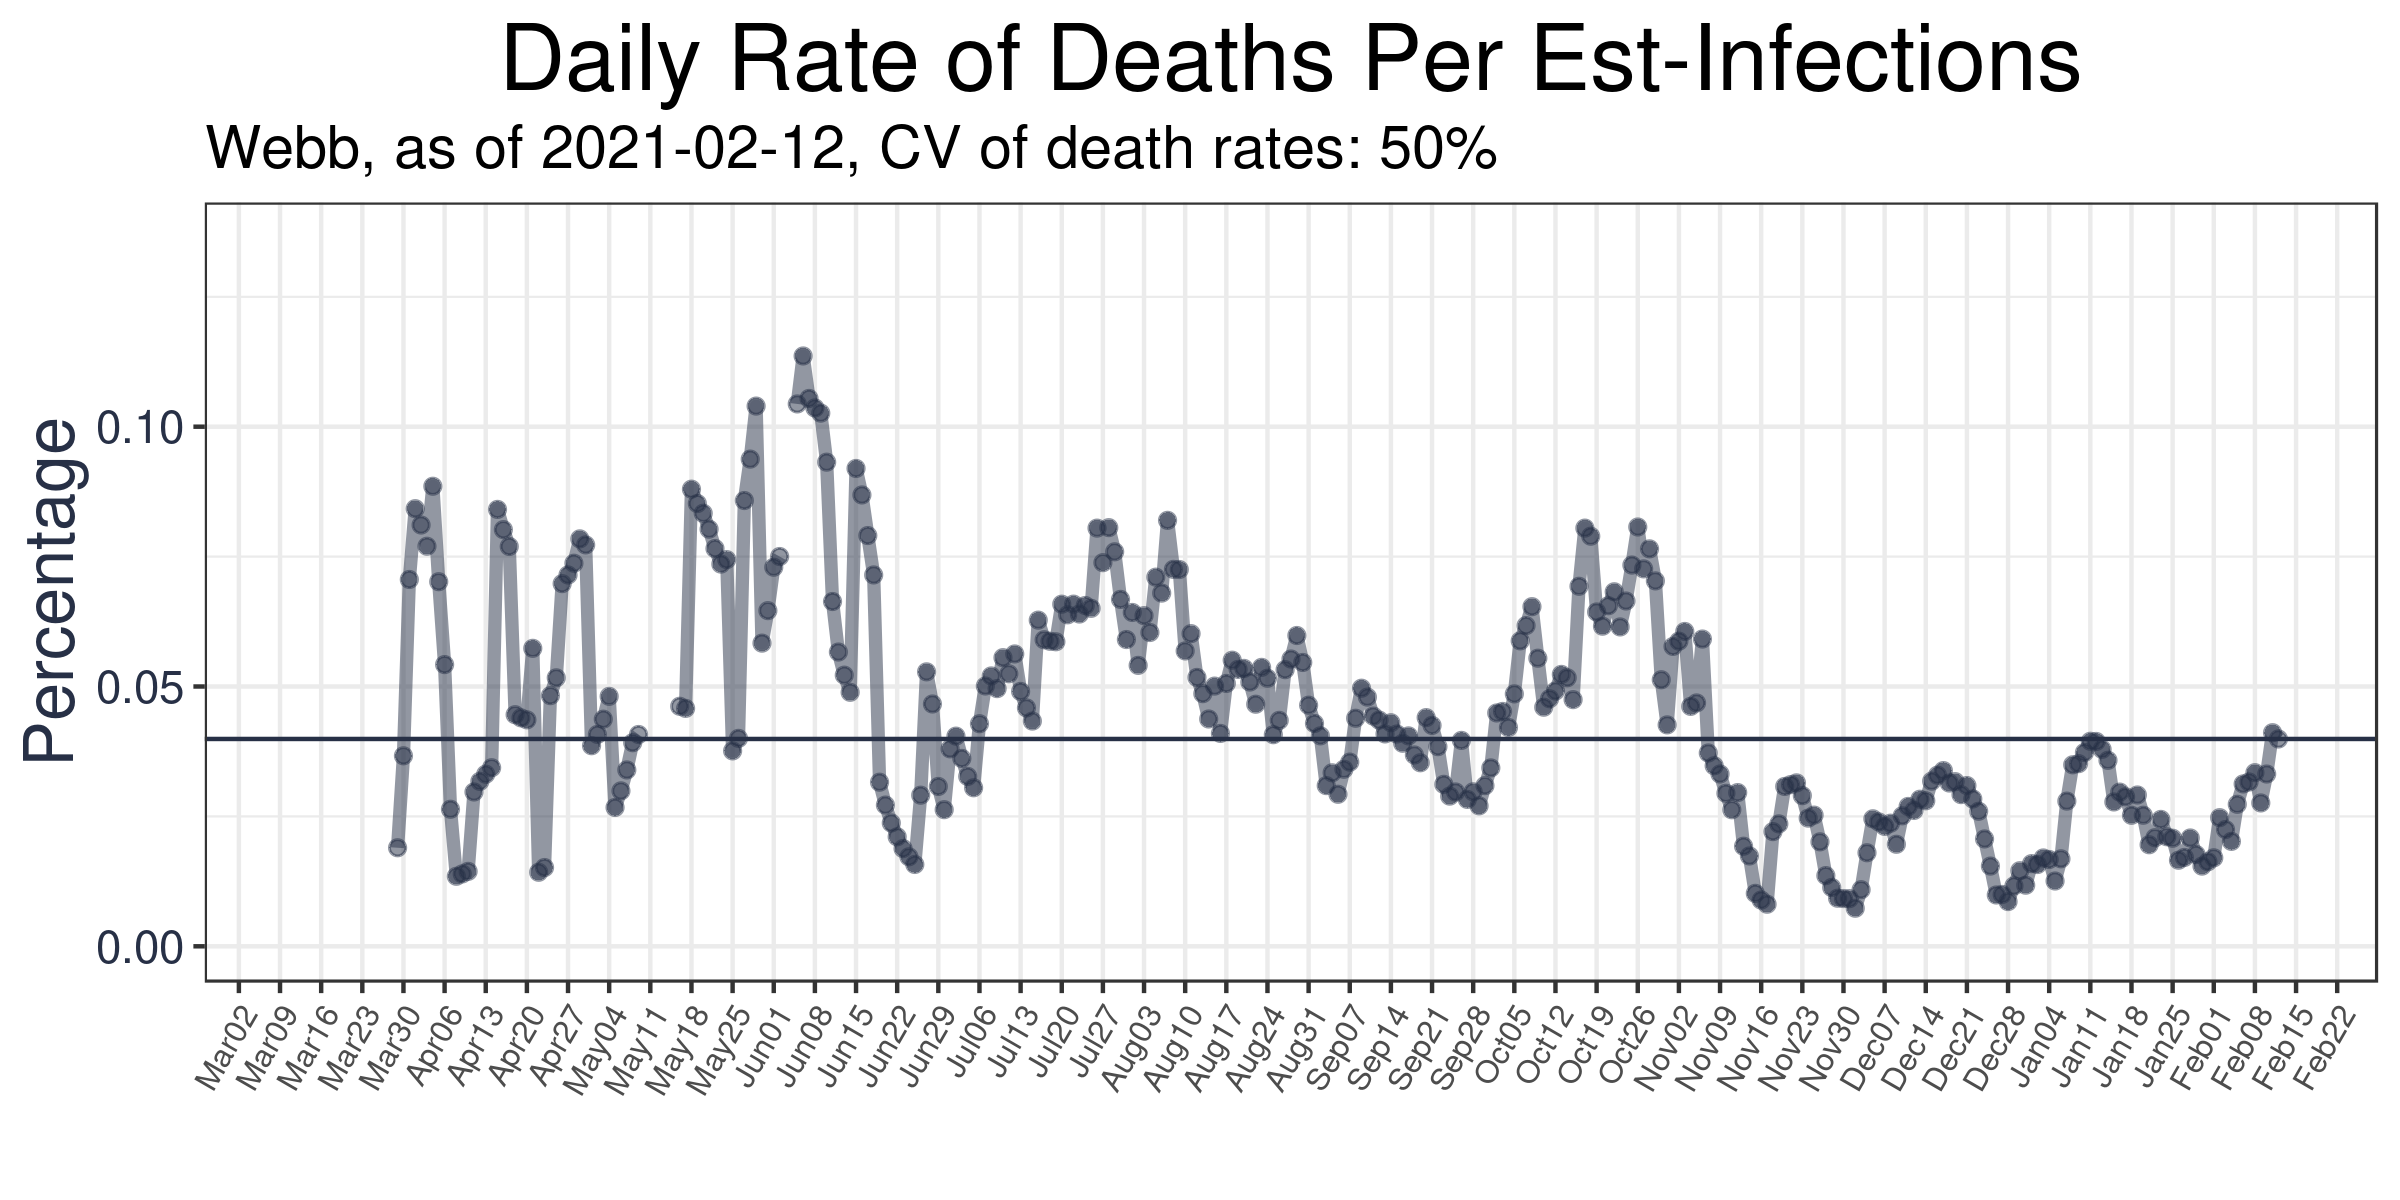 Daily Rate of Deaths Per Est-Infections
Webb, as of 2021-02-12, CV of death rates: 50%
Percentage
0.10
0.05
0.00
Mar02
Mar09
Mar16
Mar23
Mar30
Apr06
Apr13
Apr20
Apr27
May04
May11
May18
May25
Jun01
Jun08
Jun15
Jun22
Jun29
Jul06
Jul13
Jul20
Jul27
Aug03
Aug10
Aug17
Aug24
Aug31
Sep07
Sep14
Sep21
Sep28
Oct05
Oct12
Oct19
Oct26
Nov02
Nov09
Nov16
Nov23
Nov30
Dec07
Dec14
Dec21
Dec28
Jan04
Jan11
Jan18
Jan25
Feb01
Feb08
Feb15
Feb22